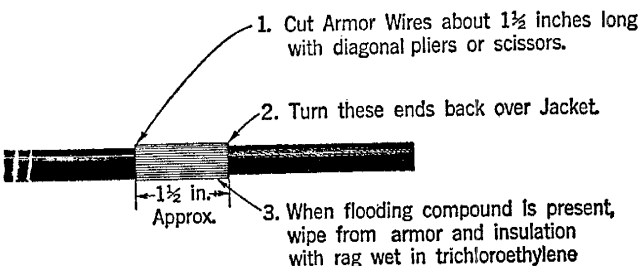 1. Cut Armor Wires about 1½ inches long
with diagonal pliers or scissors.
2. Turn these ends back over Jacket.
1½ in.
Approx.
3. When flooding compound is present,
wipe from armor and insulation
with rag wet in trichloroethylene